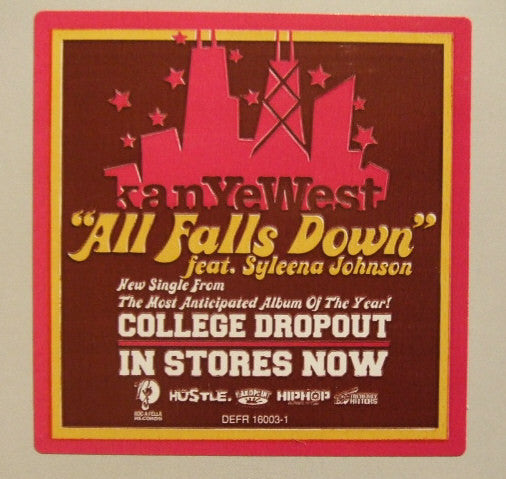 kanYeWest
"All Falls Down"
feat. Syleena Johnson
New Single From
The Most Anticipated Album Of The Year!
COLLEGE DROPOUT
IN STORES NOW
ROC-A-FELLA
RECORDS
HUSTLE.
HIPHOP
HITTERS
DEFR 16003-1